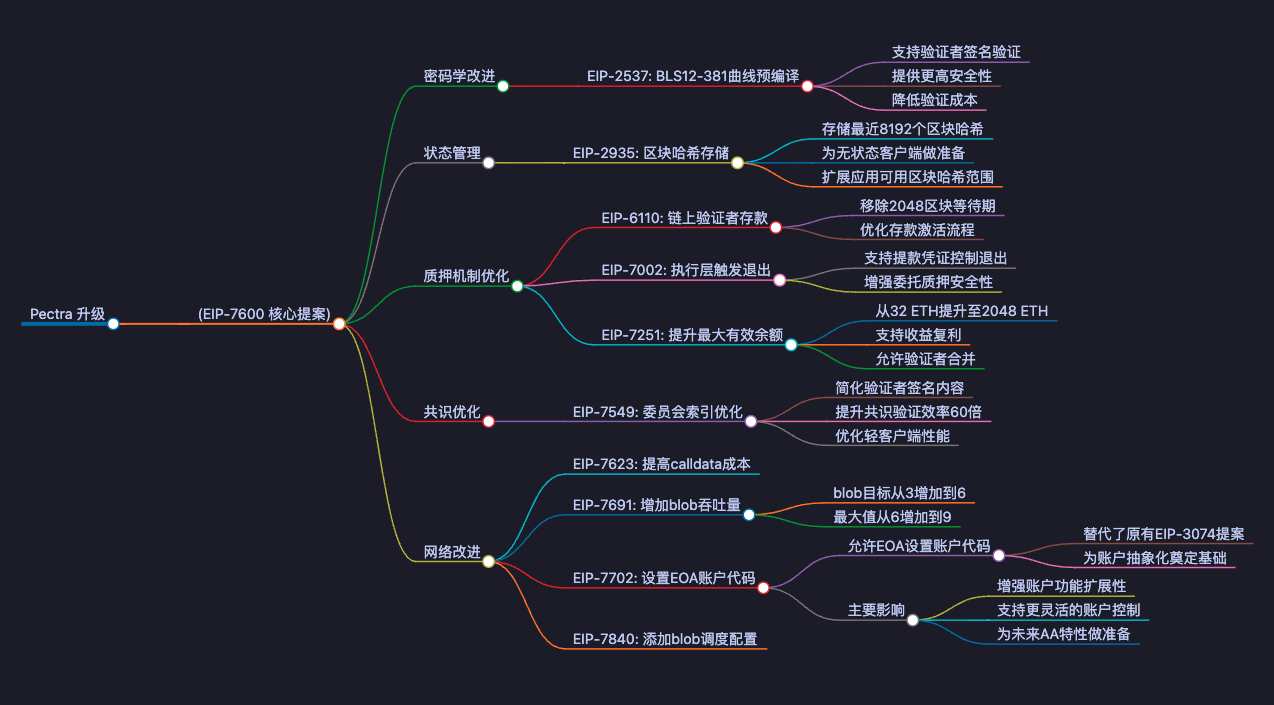 Pectra 升级
(EIP-7600 核心提案)
密码学改进
EIP-2537: BLS12-381曲线预编译
支持验证者签名验证
提供更高安全性
降低验证成本
状态管理
EIP-2935: 区块哈希存储
存储最近8192个区块哈希
为无状态客户端做准备
扩展应用可用区块哈希范围
质押机制优化
EIP-6110: 链上验证者存款
移除2048区块等待期
优化存款激活流程
EIP-7002: 执行层触发退出
支持提款凭证控制退出
增强委托质押安全性
EIP-7251: 提升最大有效余额
从32 ETH提升至2048 ETH
支持收益复利
允许验证者合并
共识优化
EIP-7549: 委员会索引优化
简化验证者签名内容
提升共识验证效率60倍
优化轻客户端性能
网络改进
EIP-7623: 提高calldata成本
EIP-7691: 增加blob吞吐量
blob目标从3增加到6
最大值从6增加到9
EIP-7702: 设置EOA账户代码
允许EOA设置账户代码
替代了原有EIP-3074提案
为账户抽象化奠定基础
主要影响
增强账户功能扩展性
支持更灵活的账户控制
为未来AA特性做准备
EIP-7840: 添加blob调度配置